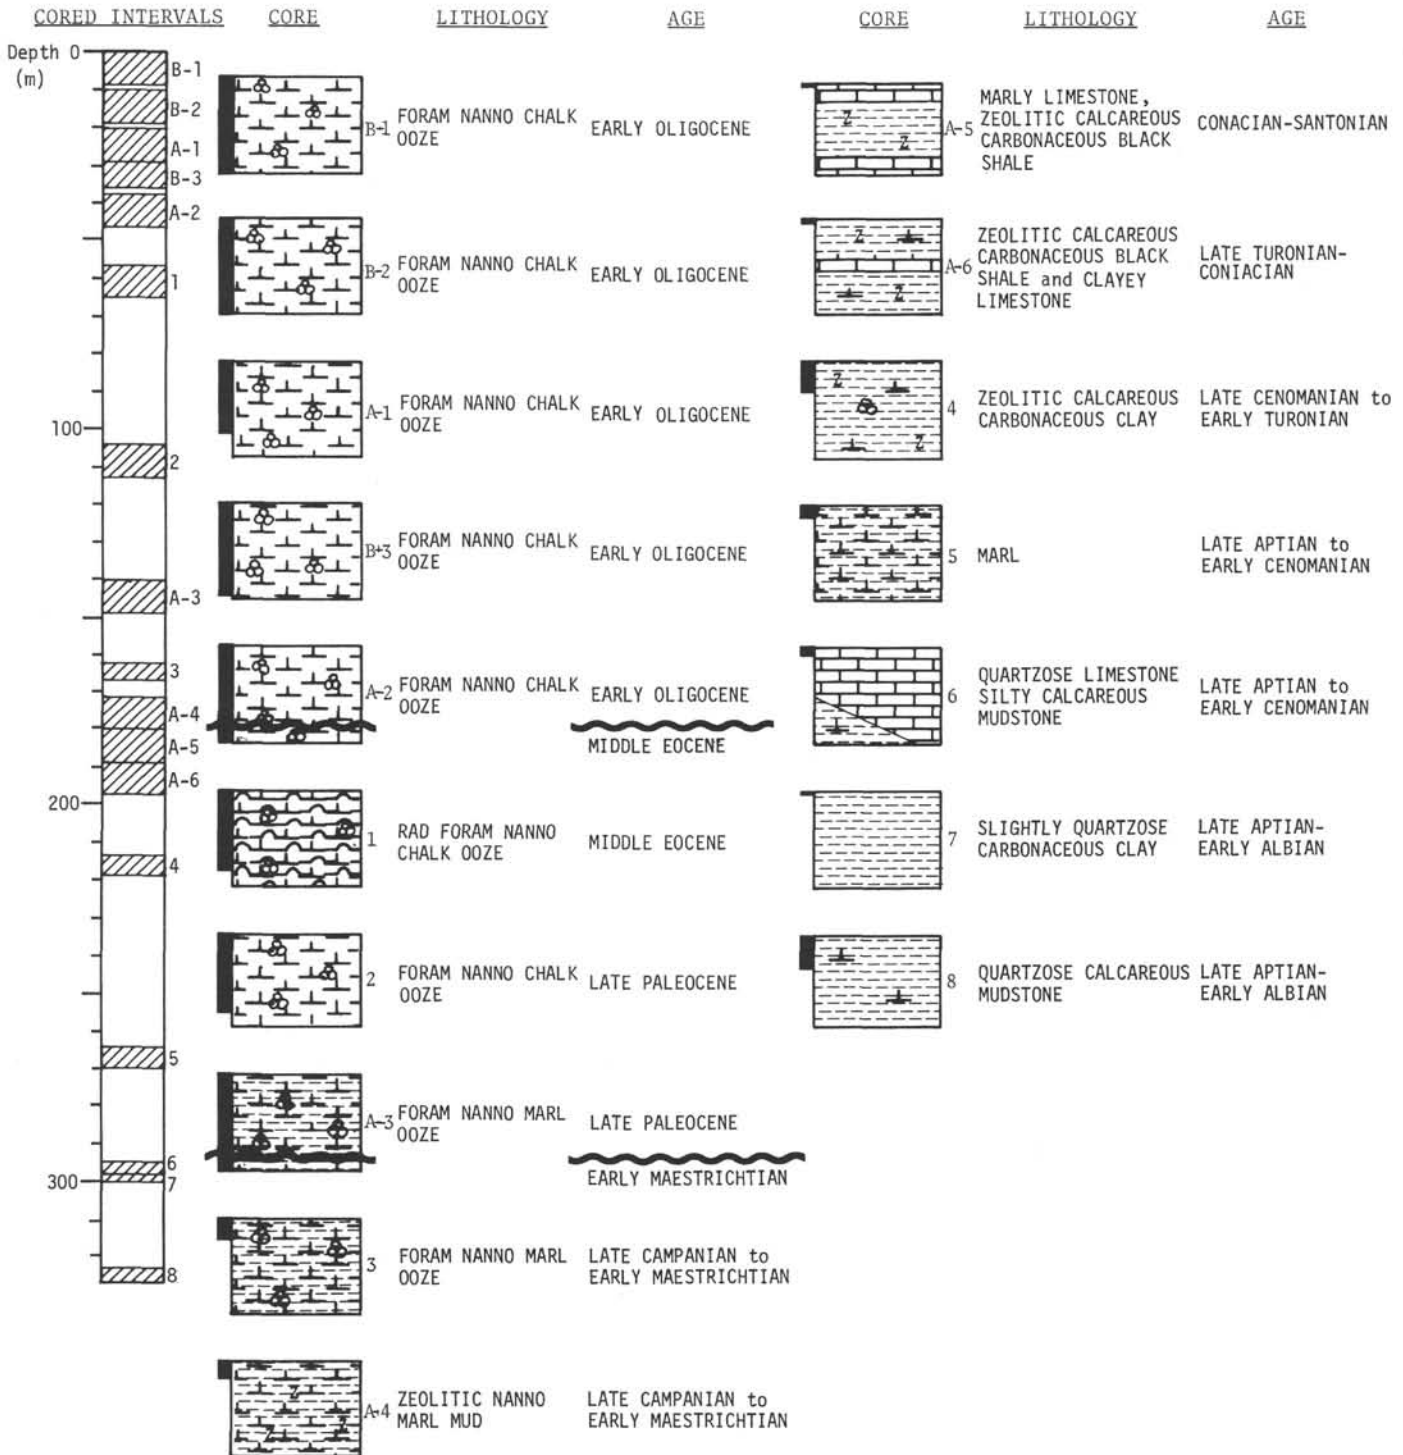 CORED INTERVALS
CORE
LITHOLOGY
AGE
CORE
LITHOLOGY
AGE
Depth 0
(m)
B-1
B-2
A-1
B-3
A-2
1
100
2
A-3
3
A-4
A-5
A-6
200
4
5
6
300
7
8
B-1
FORAM NANNO CHALK
OOZE
EARLY OLIGOCENE
B-2
FORAM NANNO CHALK
OOZE
EARLY OLIGOCENE
A-1
FORAM NANNO CHALK
OOZE
EARLY OLIGOCENE
B-3
FORAM NANNO CHALK
OOZE
EARLY OLIGOCENE
A-2
FORAM NANNO CHALK
OOZE
EARLY OLIGOCENE
MIDDLE EOCENE
1
RAD FORAM NANNO
CHALK OOZE
MIDDLE EOCENE
2
FORAM NANNO CHALK
OOZE
LATE PALEOCENE
A-3
FORAM NANNO MARL
OOZE
LATE PALEOCENE
EARLY MAESTRICHTIAN
3
FORAM NANNO MARL
OOZE
LATE CAMPANIAN to
EARLY MAESTRICHTIAN
Z
Z
Z
A-4
ZEOLITIC NANNO
MARL MUD
LATE CAMPANIAN to
EARLY MAESTRICHTIAN
Z
Z
A-5
MARLY LIMESTONE,
ZEOLITIC CALCAREOUS
CARBONACEOUS BLACK
SHALE
CONACIAN-SANTONIAN
Z
Z
A-6
ZEOLITIC CALCAREOUS
CARBONACEOUS BLACK
SHALE and CLAYEY
LIMESTONE
LATE TURONIAN-
CONIACIAN
Z
Z
4
ZEOLITIC CALCAREOUS
CARBONACEOUS CLAY
LATE CENOMANIAN to
EARLY TURONIAN
5
MARL
LATE APTIAN to
EARLY CENOMANIAN
6
QUARTZOSE LIMESTONE
SILTY CALCAREOUS
MUDSTONE
LATE APTIAN to
EARLY CENOMANIAN
7
SLIGHTLY QUARTZOSE
CARBONACEOUS CLAY
LATE APTIAN-
EARLY ALBIAN
8
QUARTZOSE CALCAREOUS
MUDSTONE
LATE APTIAN-
EARLY ALBIAN